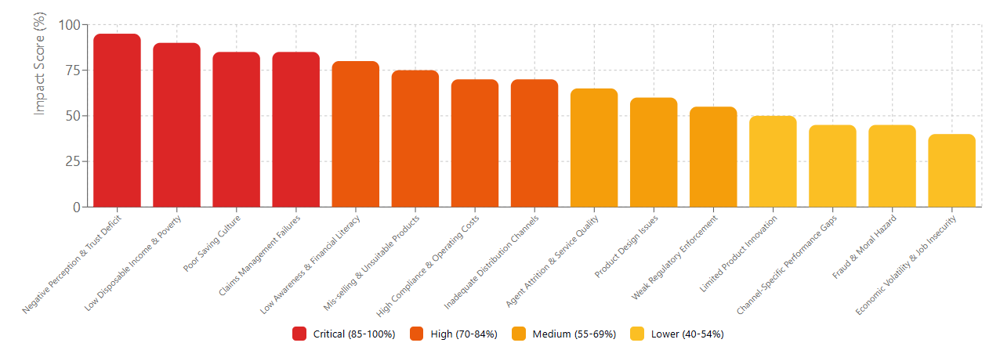 Impact Score (%)
100
75
50
25
0
Negative Perception & Trust Deficit
Low Disposable Income & Poverty
Poor Saving Culture
Claims Management Failures
Low Awareness & Financial Literacy
Mis-selling & Unsuitable Products
High Compliance & Operating Costs
Inadequate Distribution Channels
Agent Attrition & Service Quality
Product Design Issues
Weak Regulatory Enforcement
Limited Product Innovation
Channel-Specific Performance Gaps
Fraud & Moral Hazard
Economic Volatility & Job Insecurity
Critical (85-100%) High (70-84%) Medium (55-69%) Lower (40-54%)